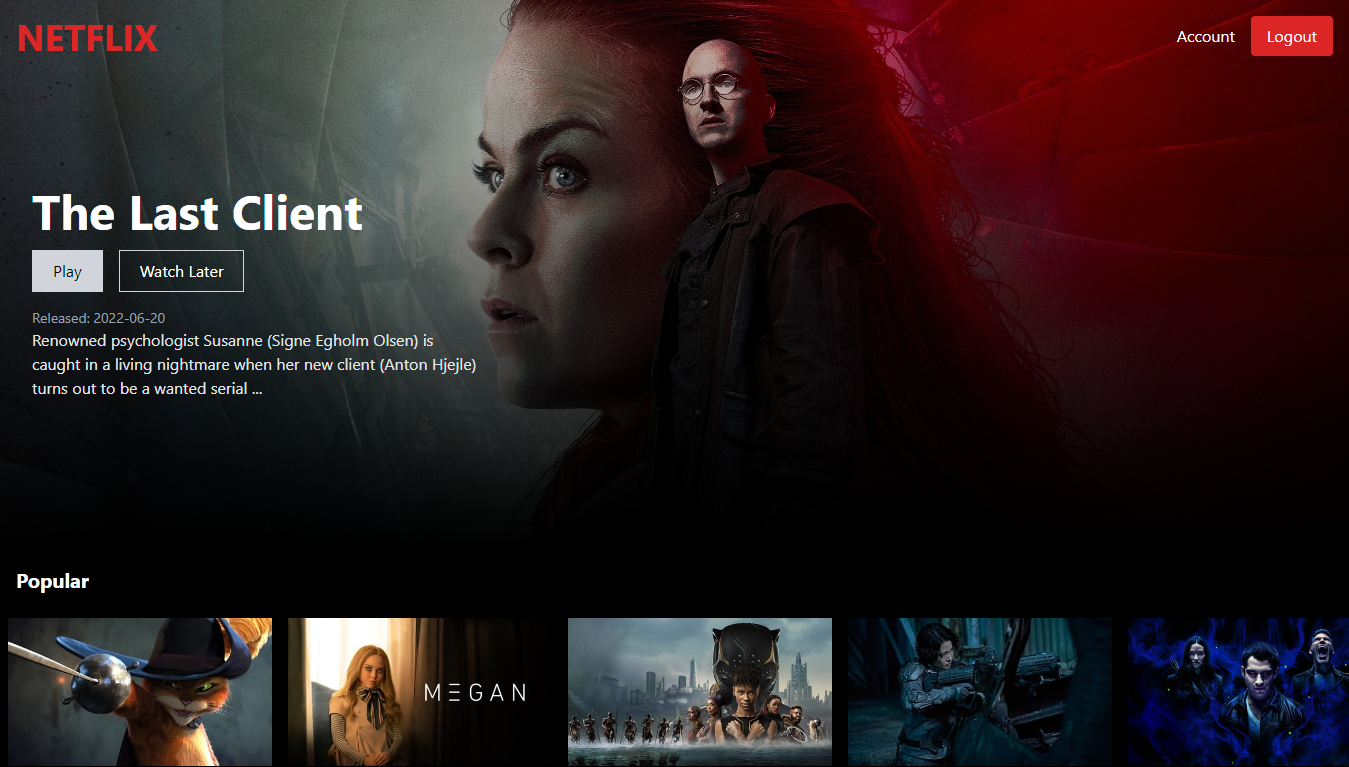 NETFLIX
Account
Logout
The Last Client
Play
Watch Later
Released: 2022-06-20
Renowned psychologist Susanne (Signe Egholm Olsen) is
caught in a living nightmare when her new client (Anton Hjejle)
turns out to be a wanted serial ...
Popular
MEGAN